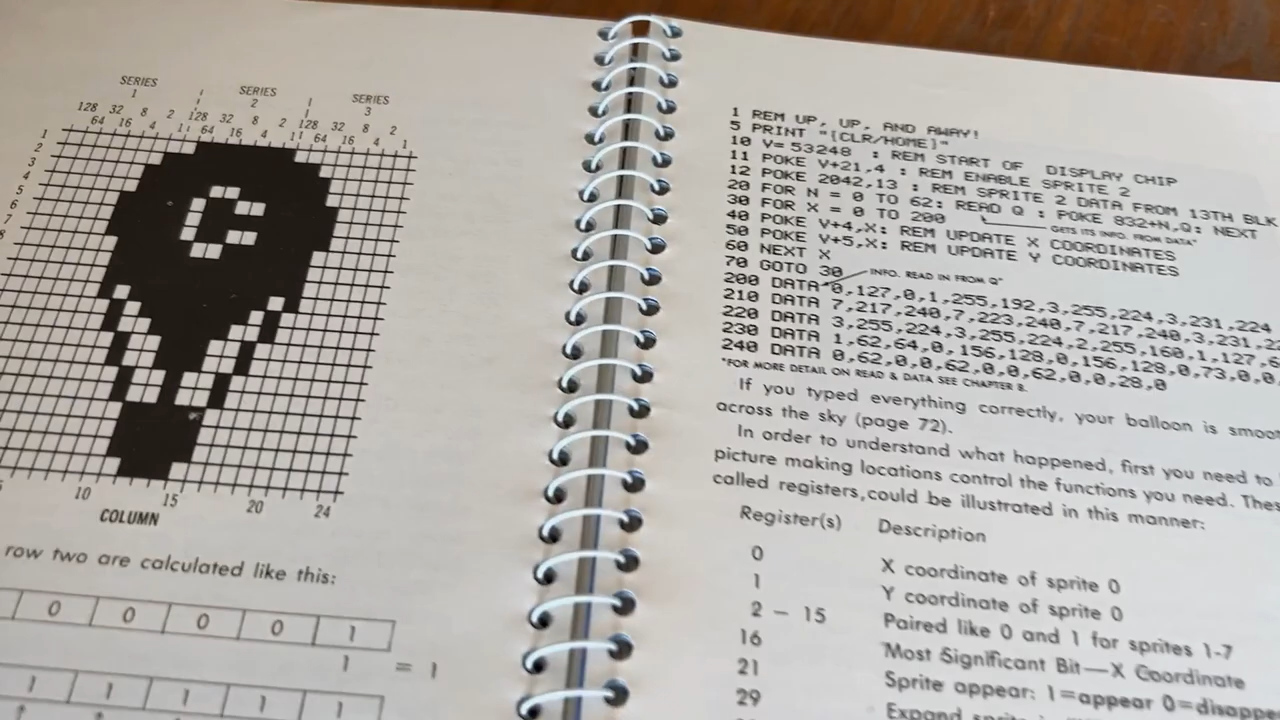 SERIES SERIES SERIES
1 2 3
128 32 8 2 128 32 8 2 128 32 8 2
64 16 4 1 64 16 4 1 64 16 4 1
1
2
3
4
5
6
7
8
10 15 20 24
COLUMN
row two are calculated like this:
0 0 0 0 1
1 = 1
1 1 1 1 1
1 REM UP, UP, AND AWAY!
5 PRINT "(CLR/HOME)"
10 V= 53248 : REM START OF DISPLAY CHIP
11 POKE V+21,4 : REM ENABLE SPRITE 2
12 POKE 2042,13 : REM SPRITE 2 DATA FROM 13TH BLK
20 FOR N = 0 TO 62: READ Q : POKE 832+N,Q: NEXT
30 FOR X = 0 TO 200
GETS ITS INFO. FROM DATA*
40 POKE V+4,X: REM UPDATE X COORDINATES
50 POKE V+5,X: REM UPDATE Y COORDINATES
60 NEXT X
70 GOTO 30
INFO. READ IN FROM Q*
200 DATA 0,127,0,1,255,192,3,255,224,3,231,224
210 DATA 7,217,240,7,223,240,7,217,240,3,231,22
220 DATA 3,255,224,3,255,224,2,255,160,1,127,6
230 DATA 1,62,64,0,156,128,0,156,128,0,73,0,0,
240 DATA 0,62,0,0,62,0,0,62,0,0,28,0
*FOR MORE DETAIL ON READ & DATA SEE CHAPTER 8.
If you typed everything correctly, your balloon is smoot
across the sky (page 72).
In order to understand what happened, first you need to
picture making locations control the functions you need. Thes
called registers,could be illustrated in this manner:
Register(s) Description
0 X coordinate of sprite 0
1 Y coordinate of sprite 0
2 – 15 Paired like 0 and 1 for sprites 1-7
16 Most Significant Bit—X Coordinate
21 Sprite appear: 1=appear 0=disappe
29 Expand